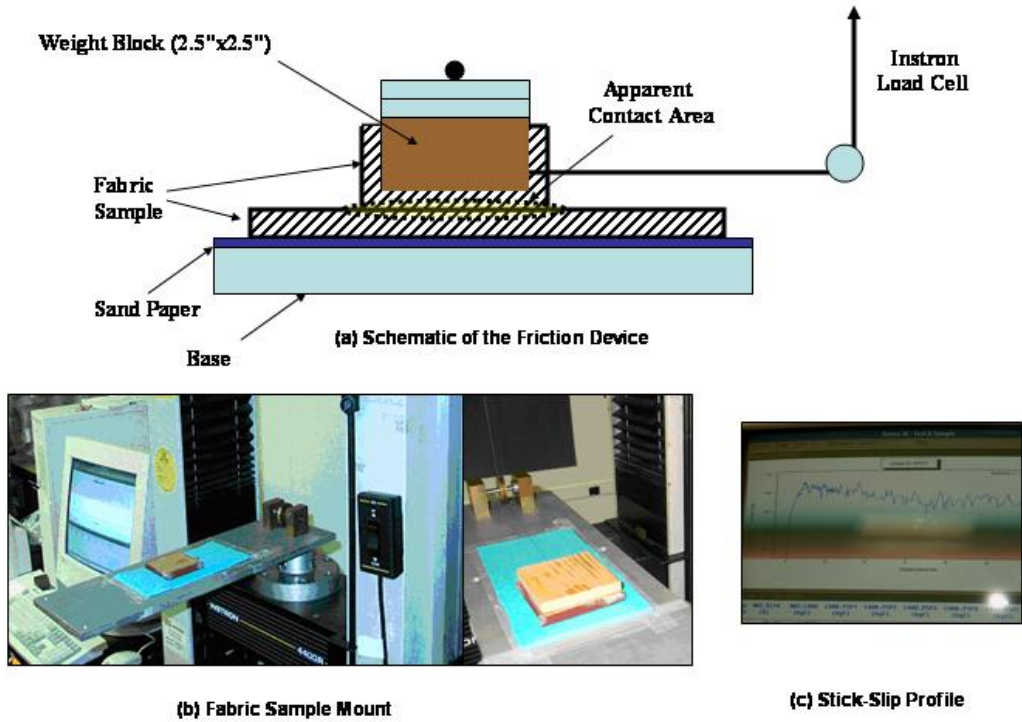 Weight Block (2.5"x2.5")
Instron
Load Cell
Apparent
Contact Area
Fabric
Sample
Sand Paper
Base
(a) Schematic of the Friction Device
INSTRON
4400R
(b) Fabric Sample Mount
(c) Stick-Slip Profile